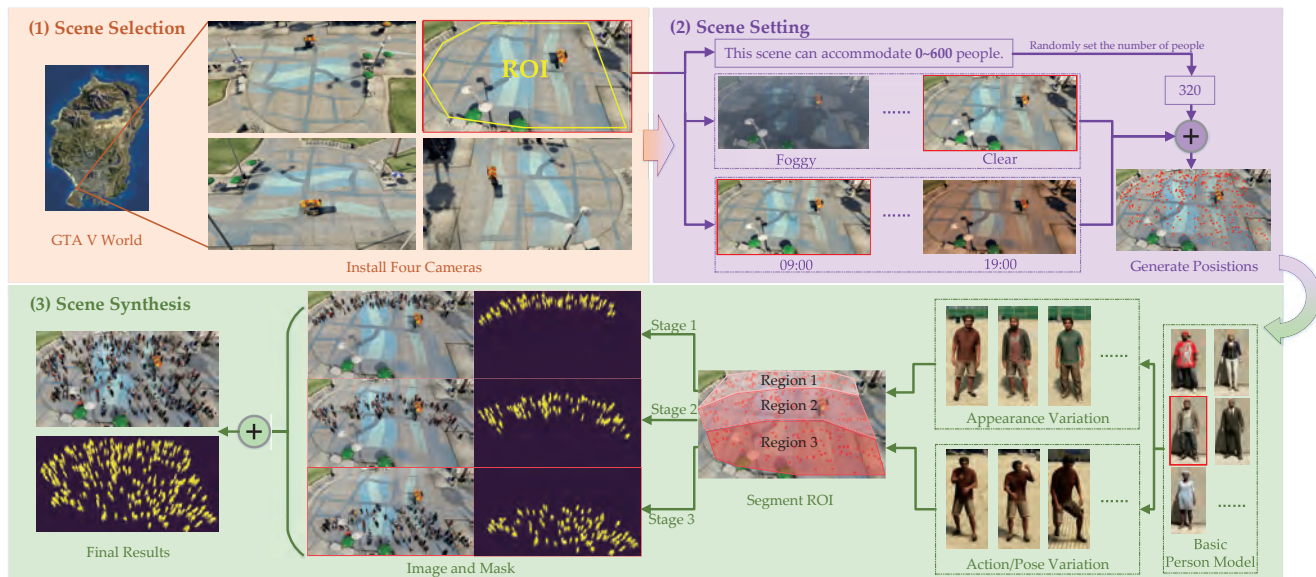 (1) Scene Selection
ROI
GTA V World
Install Four Cameras
(2) Scene Setting
This scene can accommodate 0~600 people.
Randomly set the number of people
320
+
Foggy
......
Clear
09:00
......
19:00
Generate Posistions
(3) Scene Synthesis
Final Results
+
Image and Mask
Stage 1
Stage 2
Stage 3
Region 1
Region 2
Region 3
Segment ROI
......
Appearance Variation
......
Action/Pose Variation
......
Basic
Person Model